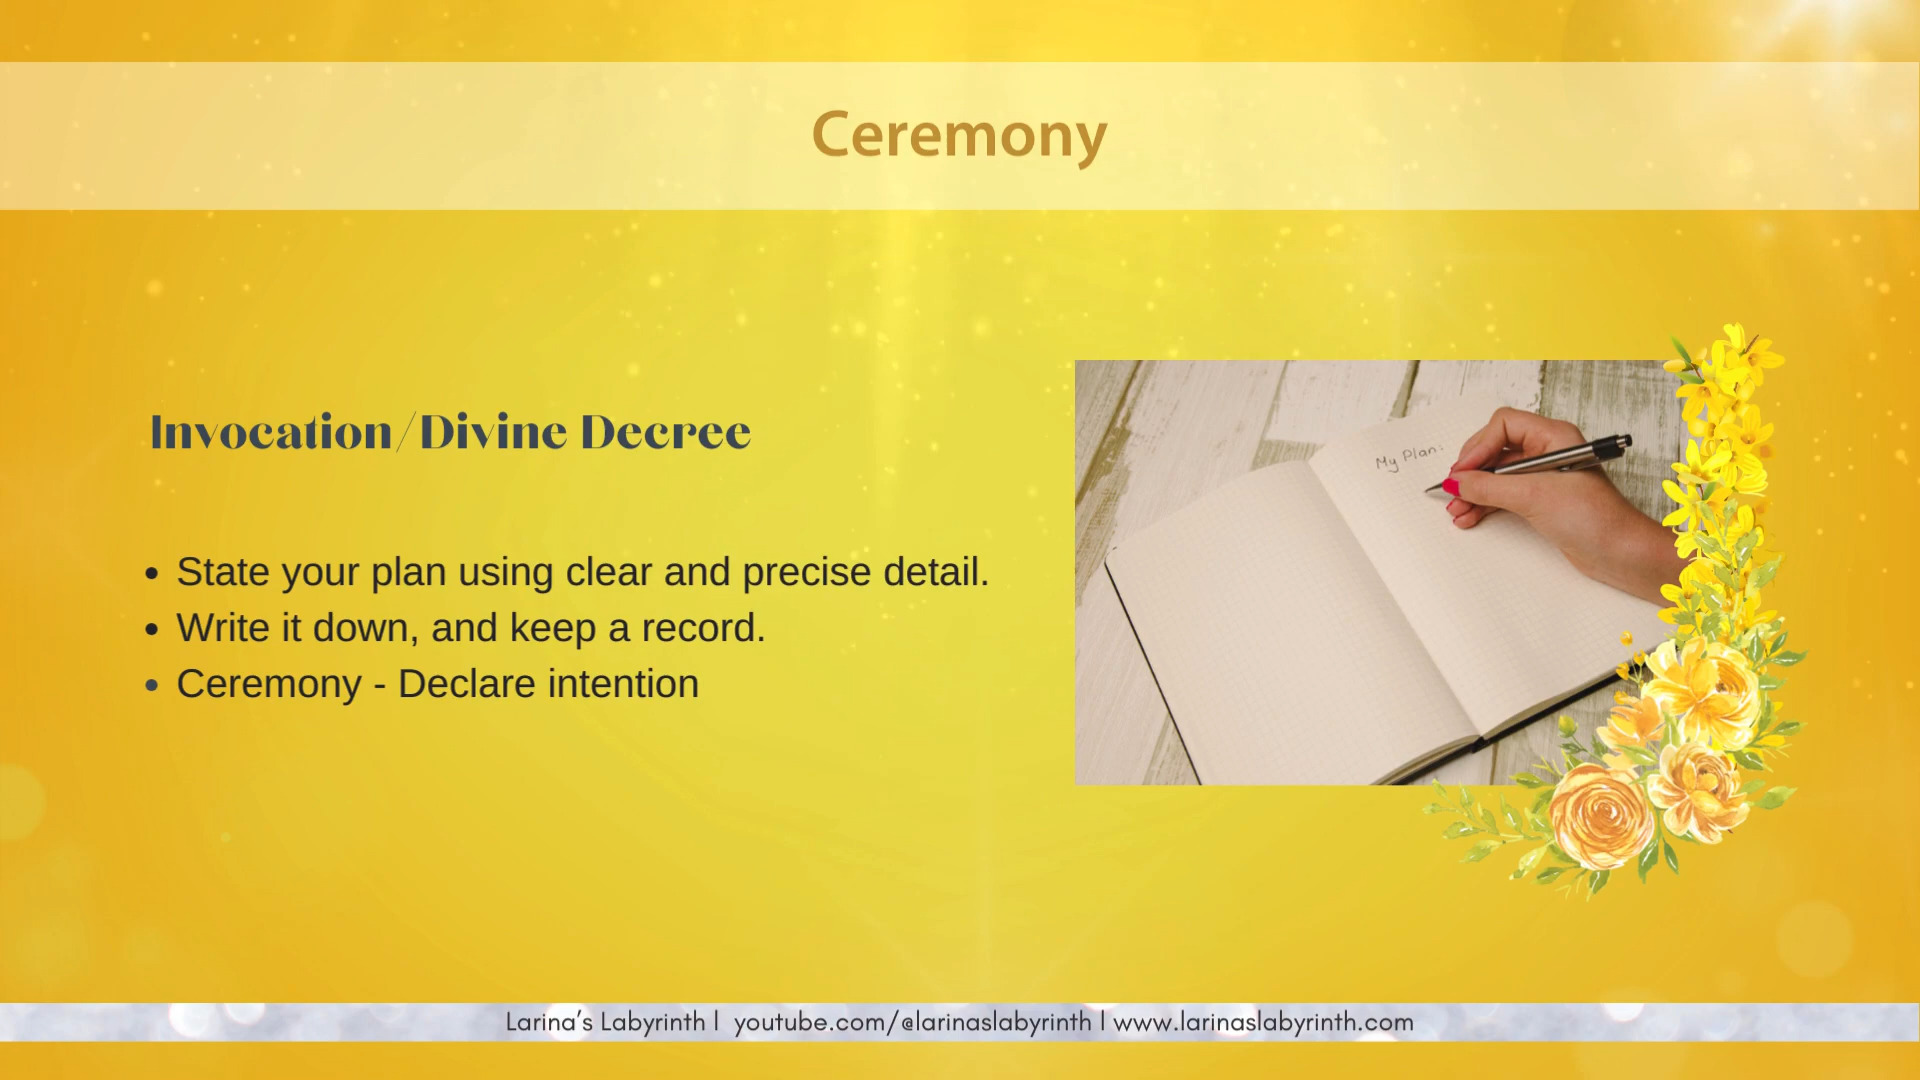 Ceremony
Invocation/Divine Decree
• State your plan using clear and precise detail.
• Write it down, and keep a record.
• Ceremony - Declare intention
My Plan:
Larina’s Labyrinth | youtube.com/@larinaslabyrinth | www.larinaslabyrinth.com